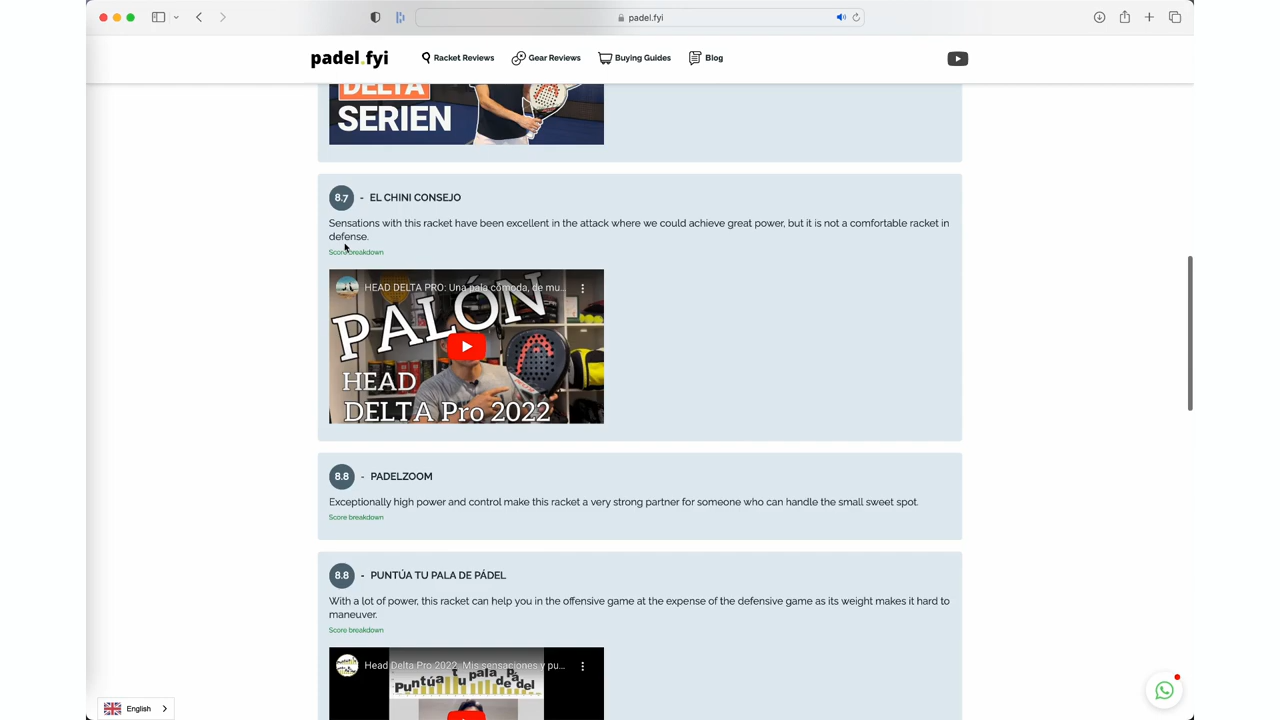 padel.fyi
padel.fyi
Racket Reviews
Gear Reviews
Buying Guides
Blog
DELTA
SERIEN
8.7 - EL CHINI CONSEJO
Sensations with this racket have been excellent in the attack where we could achieve great power, but it is not a comfortable racket in
defense.
Score breakdown
HEAD DELTA PRO: Una pala cómoda, de mu...
PALÓN
HEAD
DELTA Pro 2022
8.8 - PADELZOOM
Exceptionally high power and control make this racket a very strong partner for someone who can handle the small sweet spot.
Score breakdown
8.8 - PUNTÚA TU PALA DE PÁDEL
With a lot of power, this racket can help you in the offensive game at the expense of the defensive game as its weight makes it hard to
maneuver.
Score breakdown
Head Delta Pro 2022. Mis sensaciones y pu...
Puntúa tu pala de pádel
English